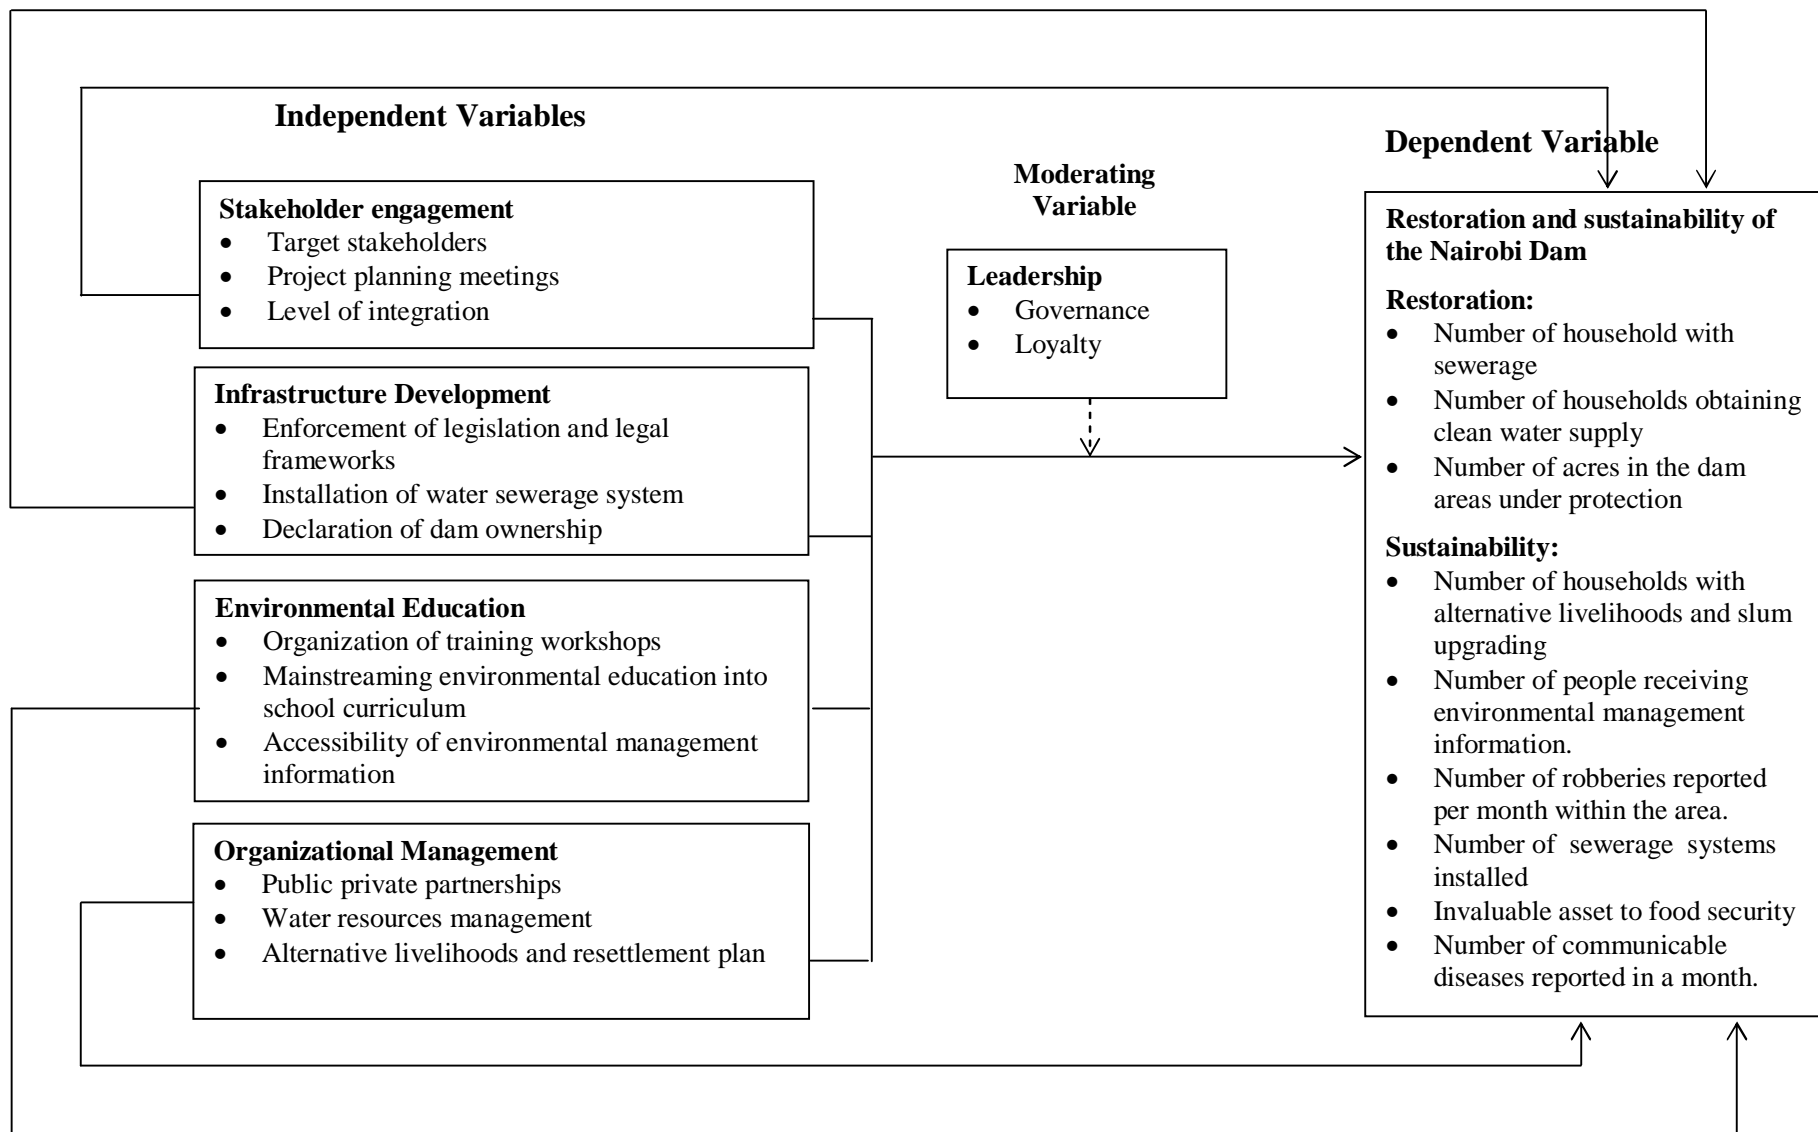 Independent Variables
Stakeholder engagement
• Target stakeholders
• Project planning meetings
• Level of integration
Infrastructure Development
• Enforcement of legislation and legal
frameworks
• Installation of water sewerage system
• Declaration of dam ownership
Environmental Education
• Organization of training workshops
• Mainstreaming environmental education into
school curriculum
• Accessibility of environmental management
information
Organizational Management
• Public private partnerships
• Water resources management
• Alternative livelihoods and resettlement plan
Moderating
Variable
Leadership
• Governance
• Loyalty
Dependent Variable
Restoration and sustainability of
the Nairobi Dam
Restoration:
• Number of household with
sewerage
• Number of households obtaining
clean water supply
• Number of acres in the dam
areas under protection
Sustainability:
• Number of households with
alternative livelihoods and slum
upgrading
• Number of people receiving
environmental management
information.
• Number of robberies reported
per month within the area.
• Number of sewerage systems
installed
• Invaluable asset to food security
• Number of communicable
diseases reported in a month.